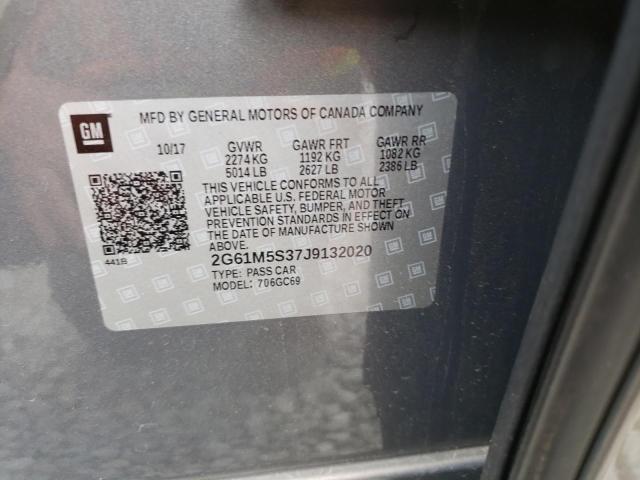 GM
MFD BY GENERAL MOTORS OF CANADA COMPANY
10/17 GVWR GAWR FRT GAWR RR
2274 KG 1192 KG 1082 KG
5014 LB 2627 LB 2386 LB
THIS VEHICLE CONFORMS TO ALL
APPLICABLE U.S. FEDERAL MOTOR
VEHICLE SAFETY, BUMPER, AND THEFT
PREVENTION STANDARDS IN EFFECT ON
THE DATE OF MANUFACTURE SHOWN
ABOVE.
441B
2G61M5S37J9132020
TYPE: PASS CAR
MODEL: 706GC69